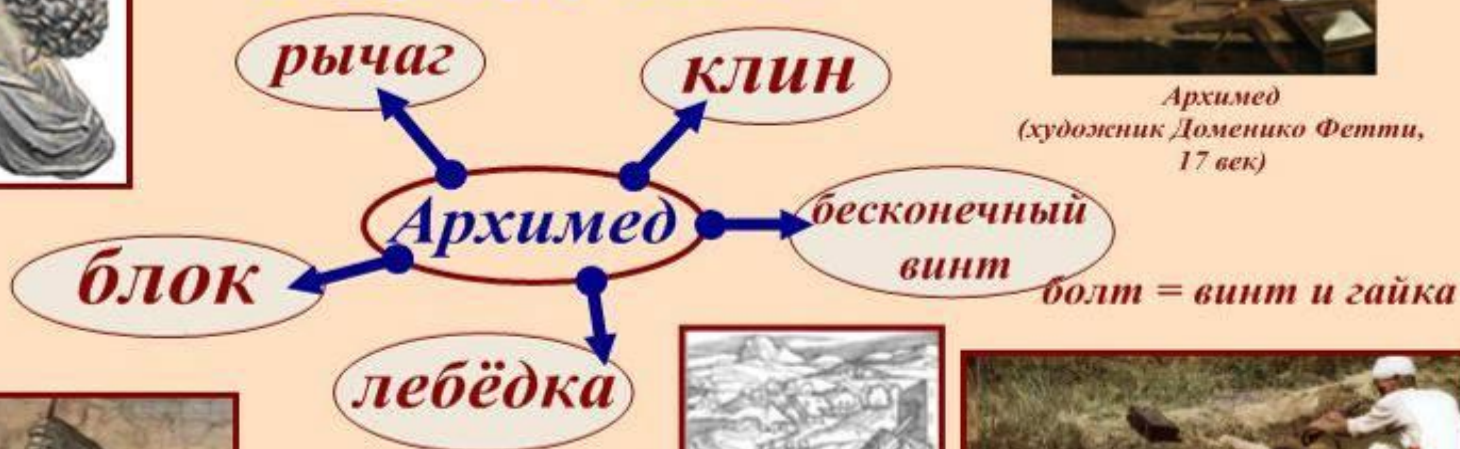 рычаг
клин
Архимед
(художник Доменико Фетти,
17 век)
Архимед
бесконечный
винт
блок
болт = винт и гайка
лебёдка